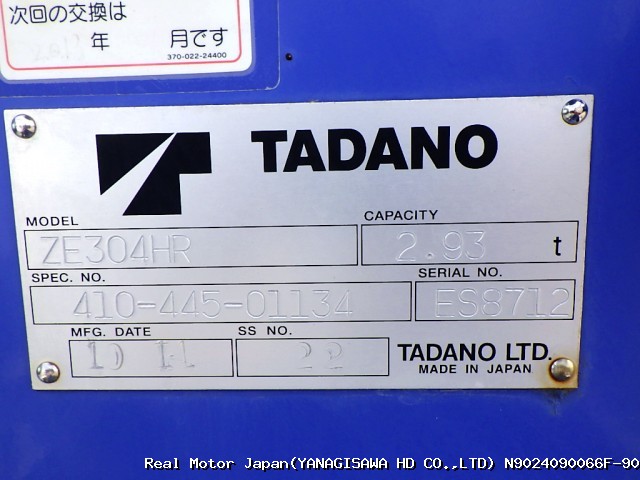 次回の交換は
年 月です
370-022-24400
TADANO
MODEL
ZE304HR
CAPACITY
2.93 t
SPEC. NO.
410-445-01134
SERIAL NO.
ES8712
MFG. DATE
10 11
SS NO.
22
TADANO LTD.
MADE IN JAPAN
Real Motor Japan(YANAGISAWA HD CO.,LTD) N9024090066F-90